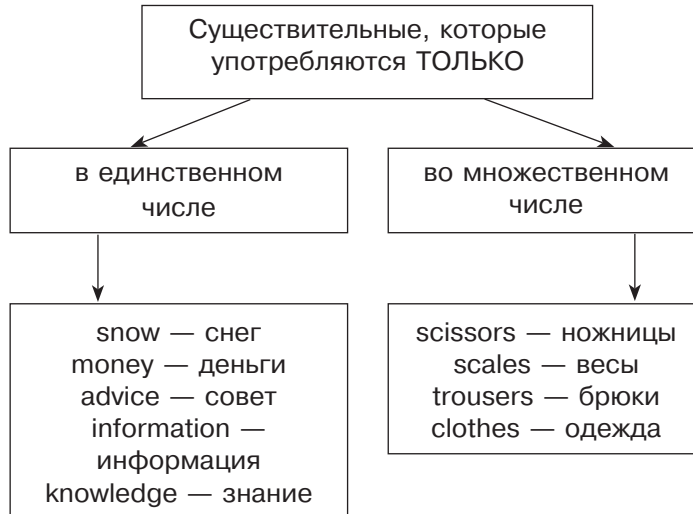 Существительные, которые
употребляются ТОЛЬКО
в единственном
числе
во множественном
числе
snow — снег
money — деньги
advice — совет
information —
информация
knowledge — знание
scissors — ножницы
scales — весы
trousers — брюки
clothes — одежда